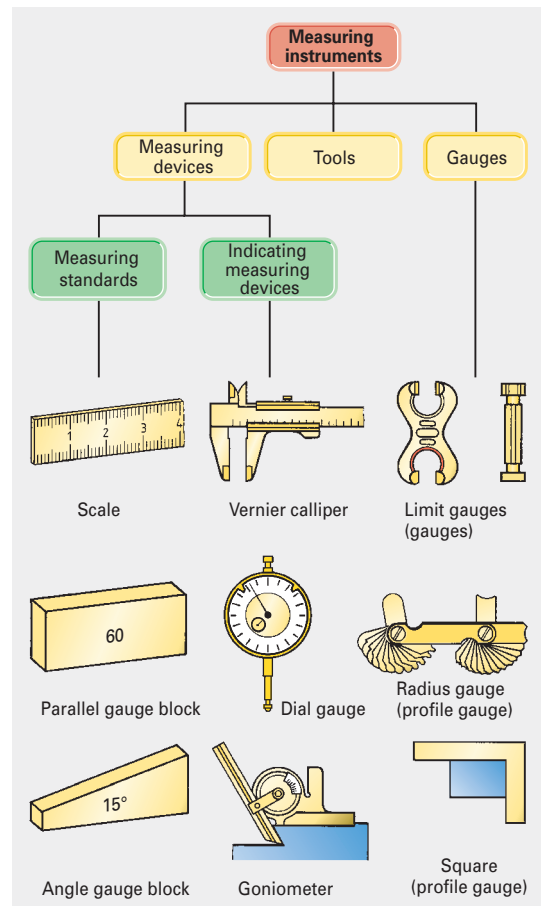 Measuring
instruments
Measuring
devices
Tools
Gauges
Measuring
standards
Indicating
measuring
devices
1 2 3 4
Scale
Vernier calliper
Limit gauges
(gauges)
60
Parallel gauge block
Dial gauge
Radius gauge
(profile gauge)
15°
Angle gauge block
Goniometer
Square
(profile gauge)